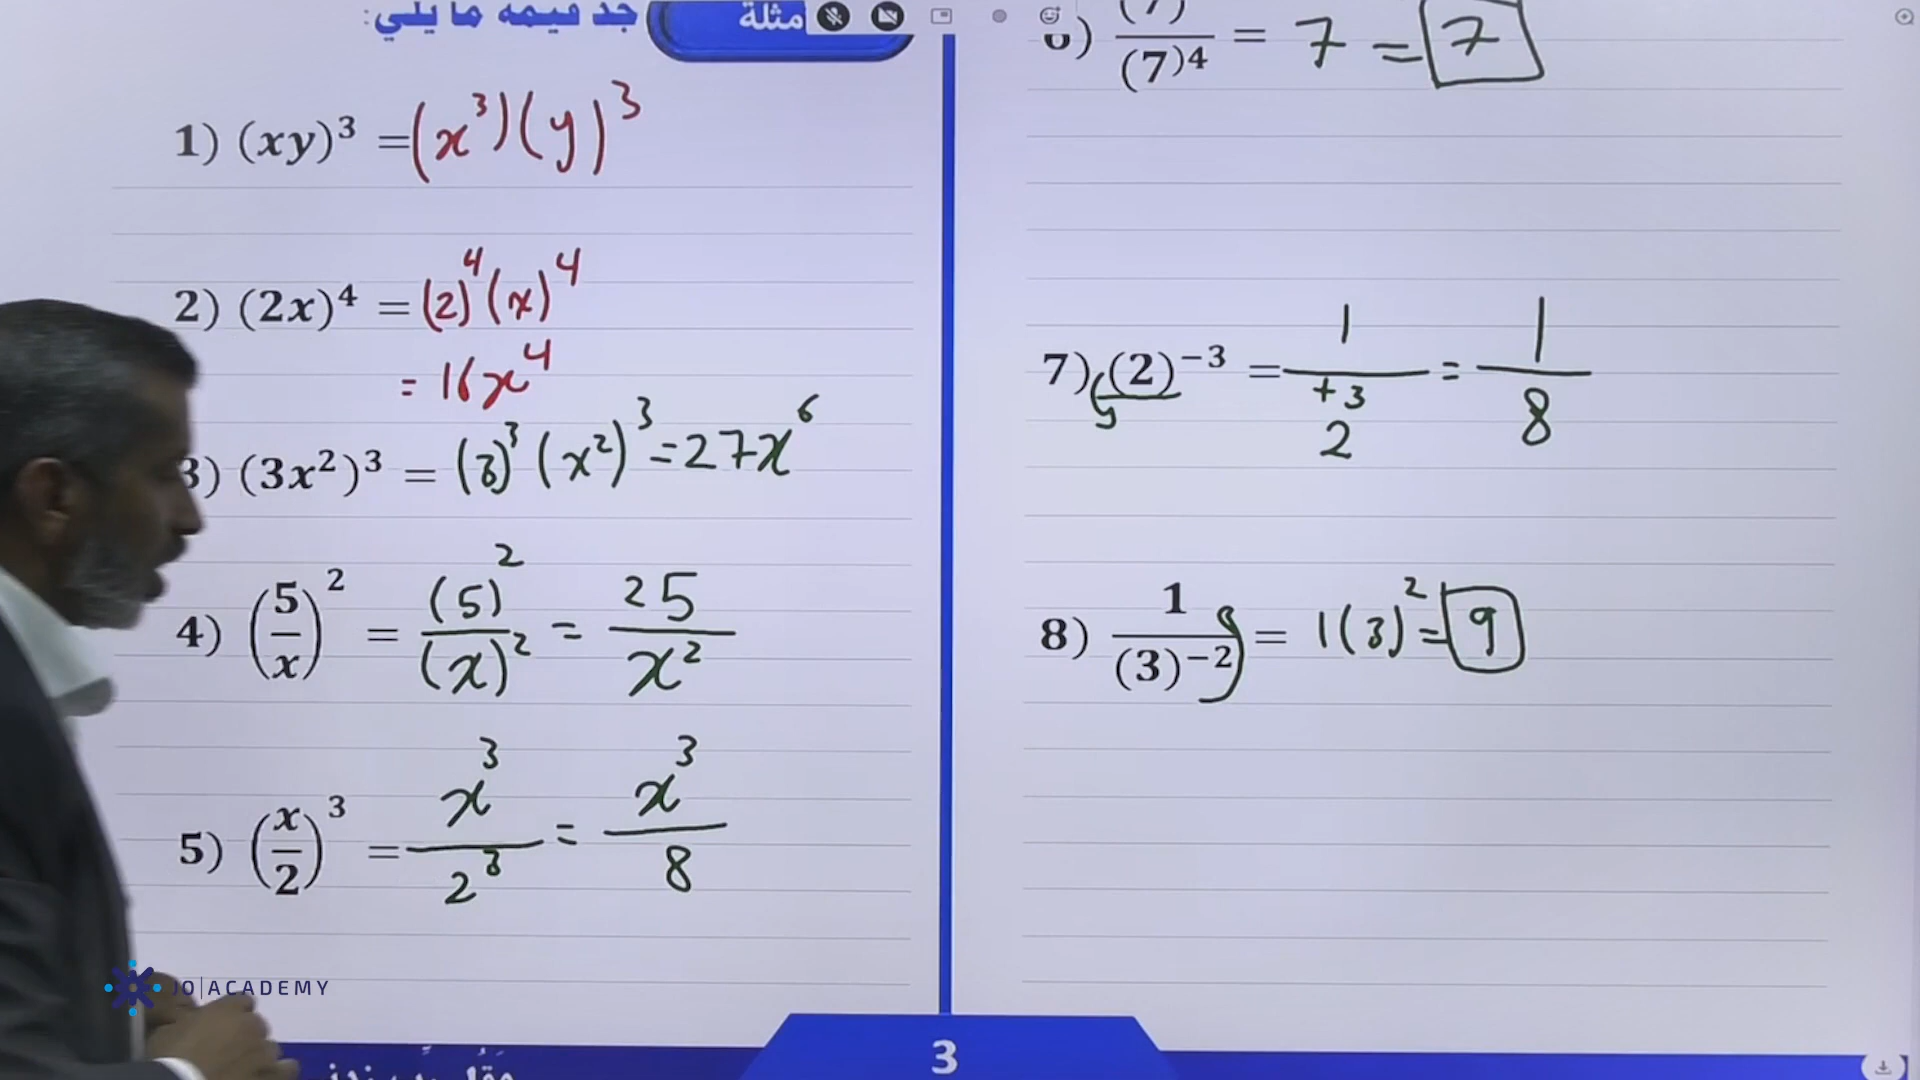 مثلة
جد قيمة ما يلي:
1) (xy)³ = (x³)(y)³
2) (2x)⁴ = (2)⁴(x)⁴
= 16x⁴
3) (3x²)³ = (3)³(x²)³ = 27x⁶
4) (5/x)² = (5)²/(x)² = 25/x²
5) (x/2)³ = x³/2³ = x³/8
6) (7)/(7)⁴ = 7 = 7
7) (2)⁻³ = 1/2⁺³ = 1/8
8) 1/(3)⁻² = 1(3)² = 9
JO|ACADEMY
3